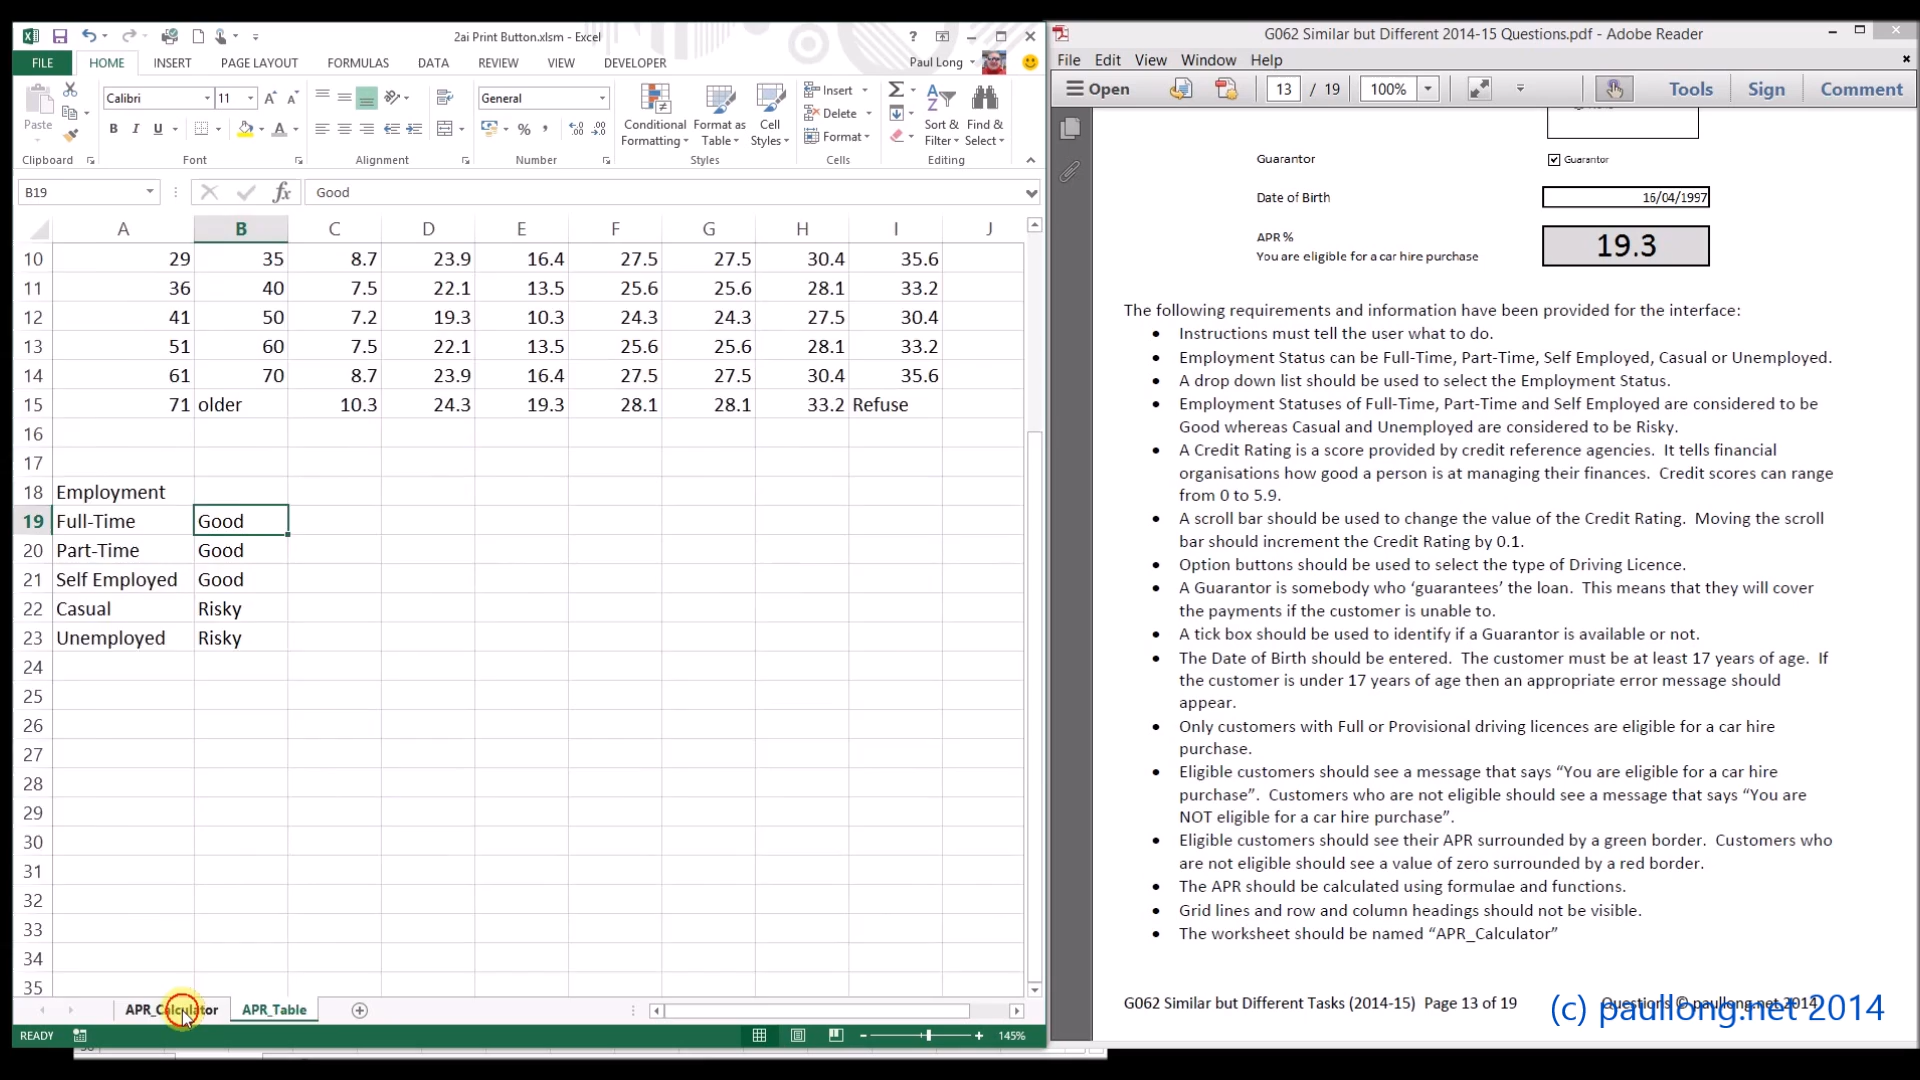 2ai Print Button.xlsm - Excel
FILE HOME INSERT PAGE LAYOUT FORMULAS DATA REVIEW VIEW DEVELOPER Paul Long
Paste
Calibri 11
B I U
General
Conditional Formatting
Format as Table
Cell Styles
Insert
Delete
Format
Sort & Filter
Find & Select
Clipboard Font Alignment Number Styles Cells Editing
B19 fx Good
A B C D E F G H I J
10 29 35 8.7 23.9 16.4 27.5 27.5 30.4 35.6
11 36 40 7.5 22.1 13.5 25.6 25.6 28.1 33.2
12 41 50 7.2 19.3 10.3 24.3 24.3 27.5 30.4
13 51 60 7.5 22.1 13.5 25.6 25.6 28.1 33.2
14 61 70 8.7 23.9 16.4 27.5 27.5 30.4 35.6
15 71 older 10.3 24.3 19.3 28.1 28.1 33.2 Refuse
16
17
18 Employment
19 Full-Time Good
20 Part-Time Good
21 Self Employed Good
22 Casual Risky
23 Unemployed Risky
24
25
26
27
28
29
30
31
32
33
34
35
APR_Calculator APR_Table
READY 145%
G062 Similar but Different 2014-15 Questions.pdf - Adobe Reader
File Edit View Window Help
Open 13 / 19 100% Tools Sign Comment
Guarantor Guarantor
Date of Birth 16/04/1997
APR % 19.3
You are eligible for a car hire purchase
The following requirements and information have been provided for the interface:
• Instructions must tell the user what to do.
• Employment Status can be Full-Time, Part-Time, Self Employed, Casual or Unemployed.
• A drop down list should be used to select the Employment Status.
• Employment Statuses of Full-Time, Part-Time and Self Employed are considered to be
Good whereas Casual and Unemployed are considered to be Risky.
• A Credit Rating is a score provided by credit reference agencies. It tells financial
organisations how good a person is at managing their finances. Credit scores can range
from 0 to 5.9.
• A scroll bar should be used to change the value of the Credit Rating. Moving the scroll
bar should increment the Credit Rating by 0.1.
• Option buttons should be used to select the type of Driving Licence.
• A Guarantor is somebody who ‘guarantees’ the loan. This means that they will cover
the payments if the customer is unable to.
• A tick box should be used to identify if a Guarantor is available or not.
• The Date of Birth should be entered. The customer must be at least 17 years of age. If
the customer is under 17 years of age then an appropriate error message should
appear.
• Only customers with Full or Provisional driving licences are eligible for a car hire
purchase.
• Eligible customers should see a message that says “You are eligible for a car hire
purchase”. Customers who are not eligible should see a message that says “You are
NOT eligible for a car hire purchase”.
• Eligible customers should see their APR surrounded by a green border. Customers who
are not eligible should see a value of zero surrounded by a red border.
• The APR should be calculated using formulae and functions.
• Grid lines and row and column headings should not be visible.
• The worksheet should be named “APR_Calculator”
G062 Similar but Different Tasks (2014-15) Page 13 of 19 Questions © paullong.net 2014
(c) paullong.net 2014